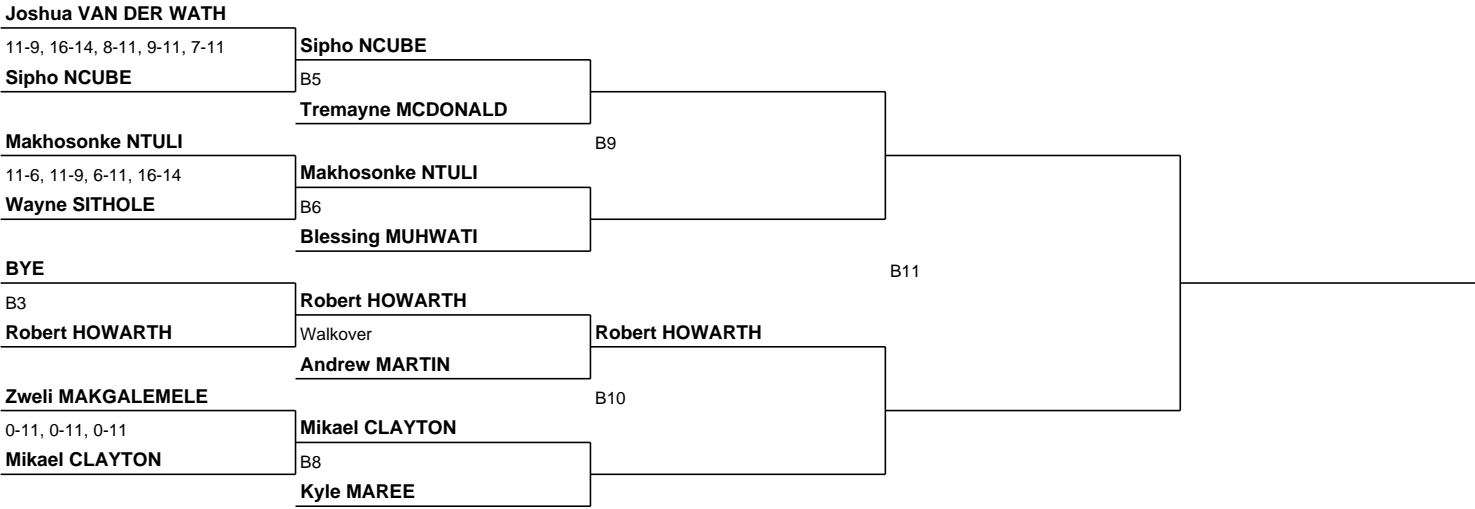 Joshua VAN DER WATH
11-9, 16-14, 8-11, 9-11, 7-11
Sipho NCUBE
Sipho NCUBE
B5
Tremayne MCDONALD
Makhosonke NTULI
11-6, 11-9, 6-11, 16-14
Wayne SITHOLE
Makhosonke NTULI
B6
Blessing MUHWATI
B9
BYE
B3
Robert HOWARTH
Robert HOWARTH
Walkover
Andrew MARTIN
Robert HOWARTH
Zweli MAKGALEMELE
0-11, 0-11, 0-11
Mikael CLAYTON
Mikael CLAYTON
B8
Kyle MAREE
B10
B11